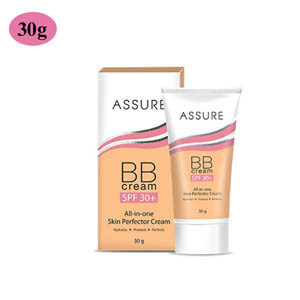 30g
ASSURE
BB
cream
SPF 30+
All-in-one
Skin Perfector Cream
Hydrates • Protects • Perfects
30 g
ASSURE
BB
cream
SPF 30+
All-in-one
Skin Perfector Cream
Hydrates • Protects • Perfects
30 g